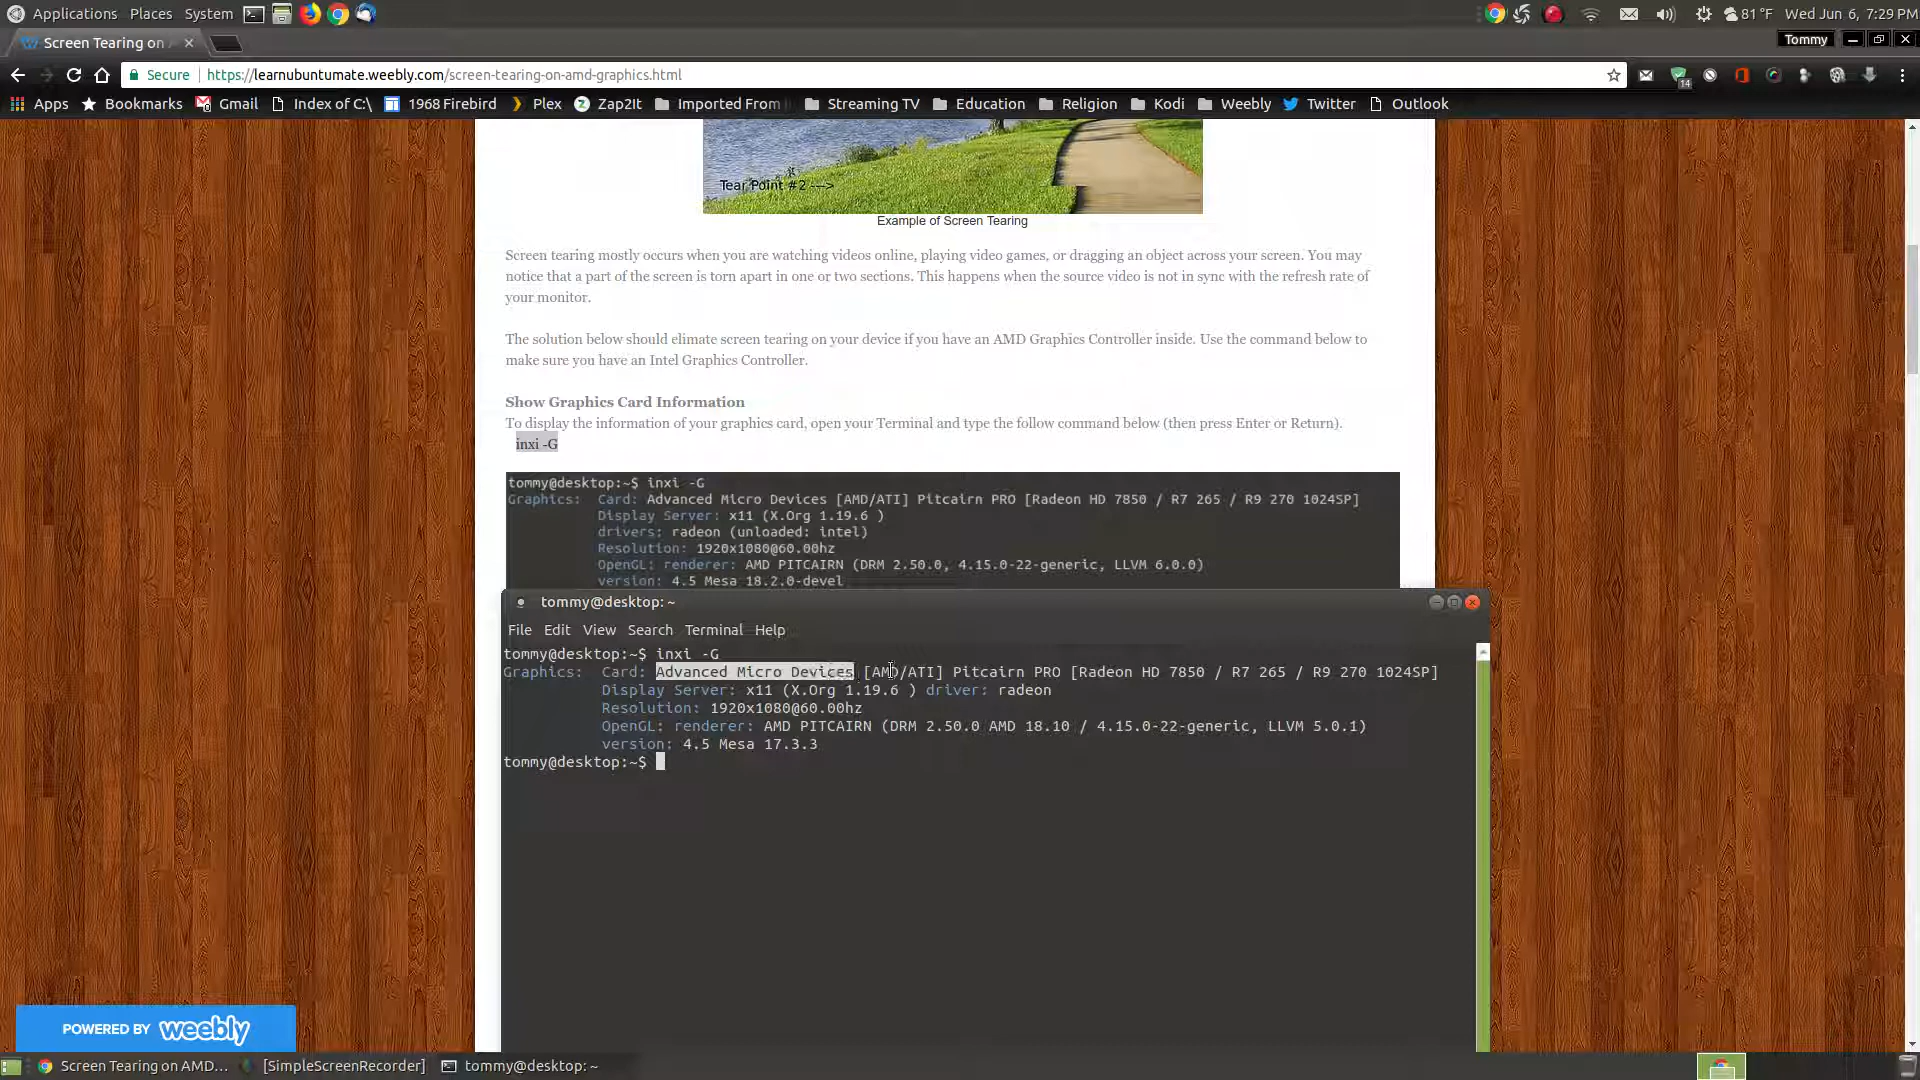 Applications Places System 81 °F Wed Jun 6, 7:29 PM
Screen Tearing on A Tommy
Secure https://learnubuntumate.weebly.com/screen-tearing-on-amd-graphics.html 14
Apps Bookmarks Gmail Index of C:\ 1968 Firebird Plex Zap2It Imported From Streaming TV Education Religion Kodi Weebly Twitter Outlook
Tear Point #2 --->
Example of Screen Tearing
Screen tearing mostly occurs when you are watching videos online, playing video games, or dragging an object across your screen. You may
notice that a part of the screen is torn apart in one or two sections. This happens when the source video is not in sync with the refresh rate of
your monitor.
The solution below should elimate screen tearing on your device if you have an AMD Graphics Controller inside. Use the command below to
make sure you have an Intel Graphics Controller.
Show Graphics Card Information
To display the information of your graphics card, open your Terminal and type the follow command below (then press Enter or Return).
inxi -G
tommy@desktop:~$ inxi -G
Graphics: Card: Advanced Micro Devices [AMD/ATI] Pitcairn PRO [Radeon HD 7850 / R7 265 / R9 270 1024SP]
Display Server: x11 (X.Org 1.19.6 )
drivers: radeon (unloaded: intel)
Resolution: 1920x1080@60.00hz
OpenGL: renderer: AMD PITCAIRN (DRM 2.50.0, 4.15.0-22-generic, LLVM 6.0.0)
version: 4.5 Mesa 18.2.0-devel
tommy@desktop: ~
File Edit View Search Terminal Help
tommy@desktop:~$ inxi -G
Graphics: Card: Advanced Micro Devices [AMD/ATI] Pitcairn PRO [Radeon HD 7850 / R7 265 / R9 270 1024SP]
Display Server: x11 (X.Org 1.19.6 ) driver: radeon
Resolution: 1920x1080@60.00hz
OpenGL: renderer: AMD PITCAIRN (DRM 2.50.0 AMD 18.10 / 4.15.0-22-generic, LLVM 5.0.1)
version: 4.5 Mesa 17.3.3
tommy@desktop:~$
POWERED BY weebly
Screen Tearing on AMD... [SimpleScreenRecorder] tommy@desktop: ~